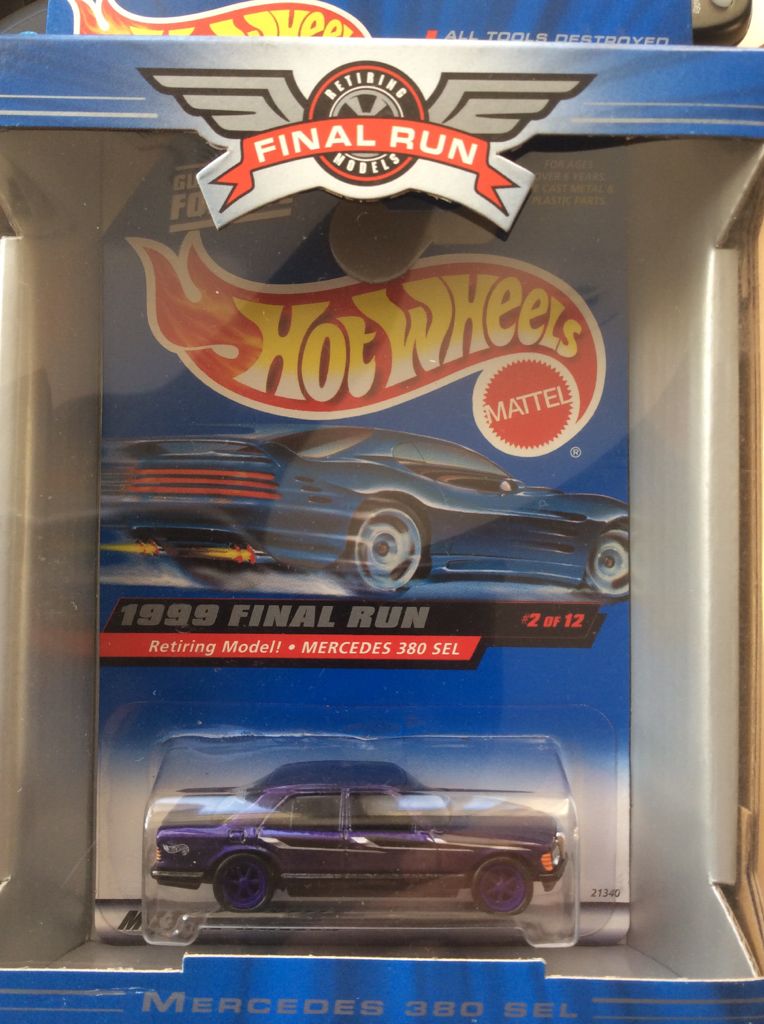 Wheels
ALL TOOLS DESTROYED
RETIRING
FINAL RUN
MODELS
FOR AGES
OVER 6 YEARS.
CAST METAL &
PLASTIC PARTS.
HOT WHEELS
MATTEL
®
1999 FINAL RUN
#2 OF 12
Retiring Model! • MERCEDES 380 SEL
21340
MERCEDES 380 SEL